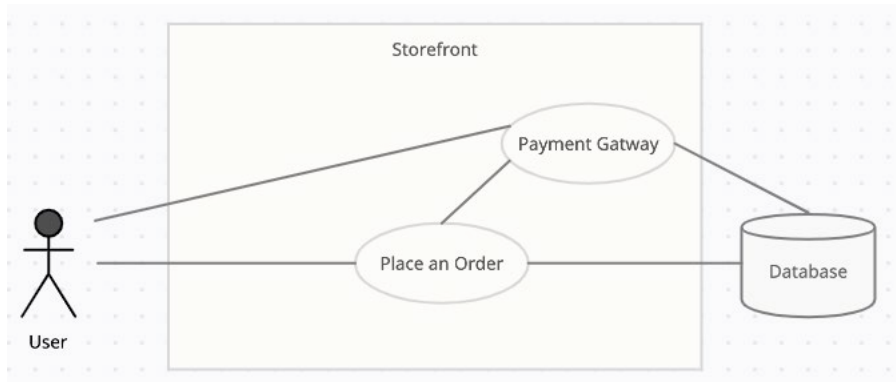 Storefront
Payment Gatway
Place an Order
Database
User